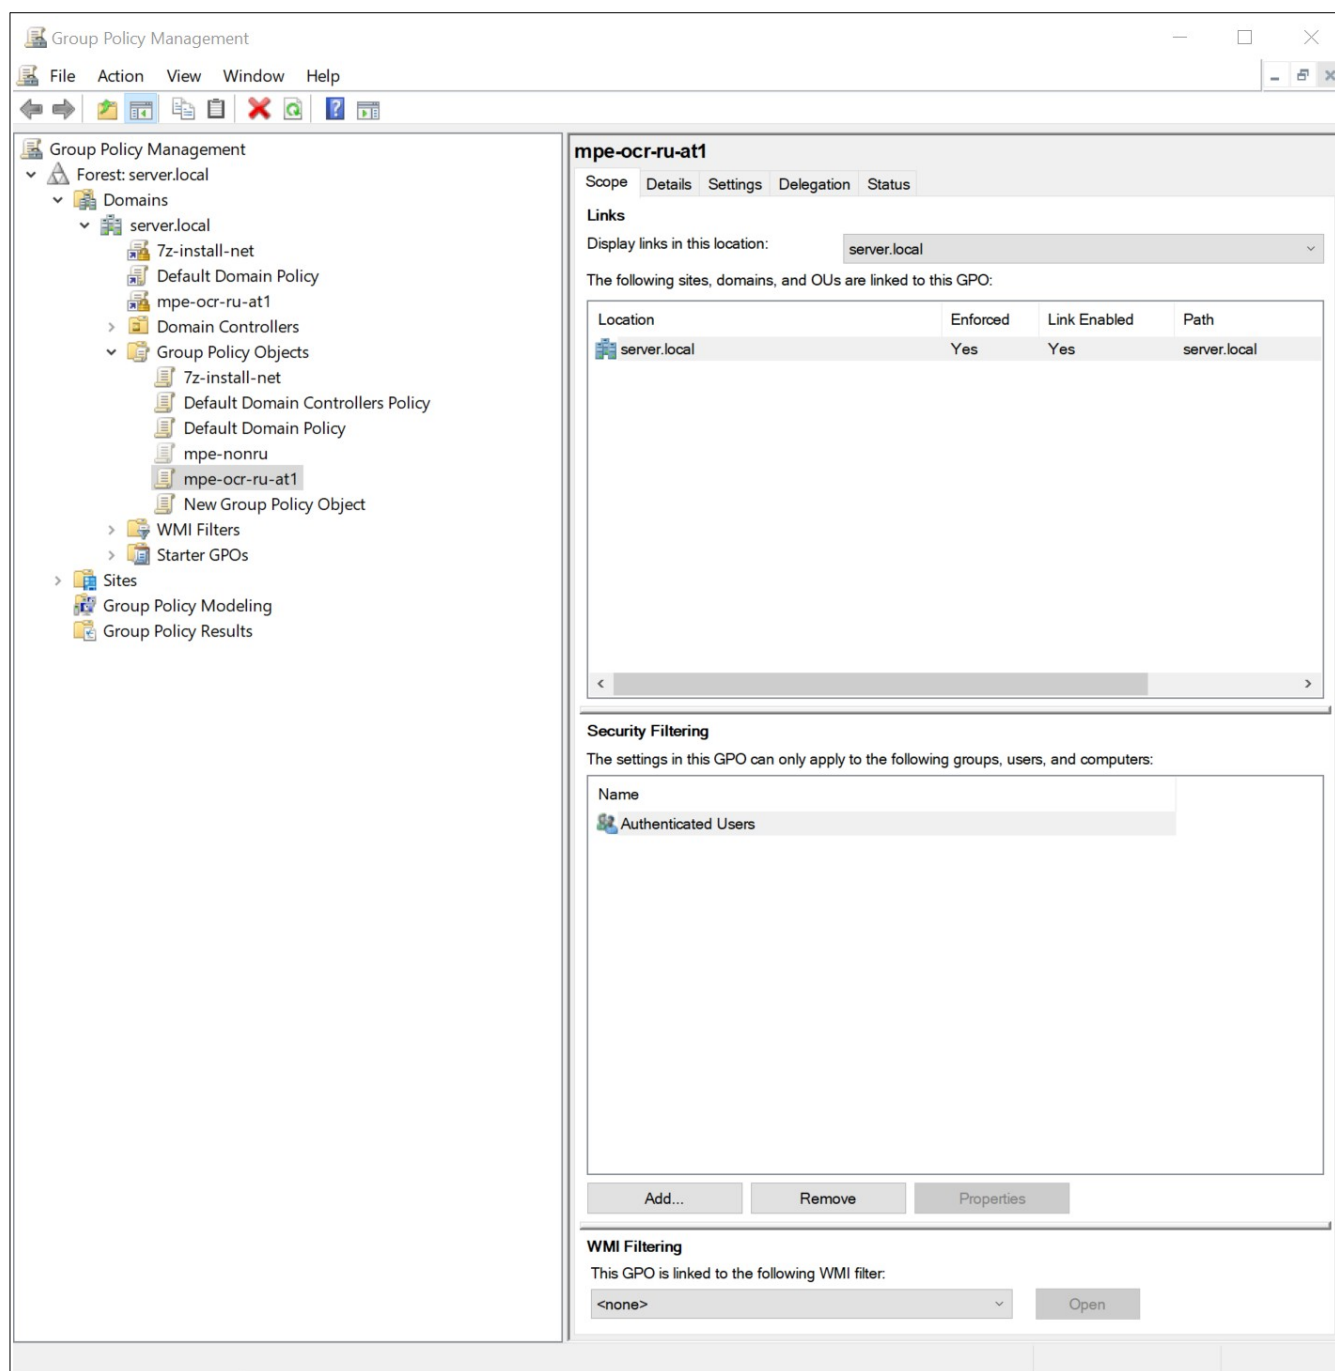 Group Policy Management
File Action View Window Help
Group Policy Management
Forest: server.local
Domains
server.local
7z-install-net
Default Domain Policy
mpe-ocr-ru-at1
Domain Controllers
Group Policy Objects
7z-install-net
Default Domain Controllers Policy
Default Domain Policy
mpe-nonru
mpe-ocr-ru-at1
New Group Policy Object
WMI Filters
Starter GPOs
Sites
Group Policy Modeling
Group Policy Results
mpe-ocr-ru-at1
Scope Details Settings Delegation Status
Links
Display links in this location: server.local
The following sites, domains, and OUs are linked to this GPO:
Location Enforced Link Enabled Path
server.local Yes Yes server.local
Security Filtering
The settings in this GPO can only apply to the following groups, users, and computers:
Name
Authenticated Users
Add... Remove Properties
WMI Filtering
This GPO is linked to the following WMI filter:
<none> Open